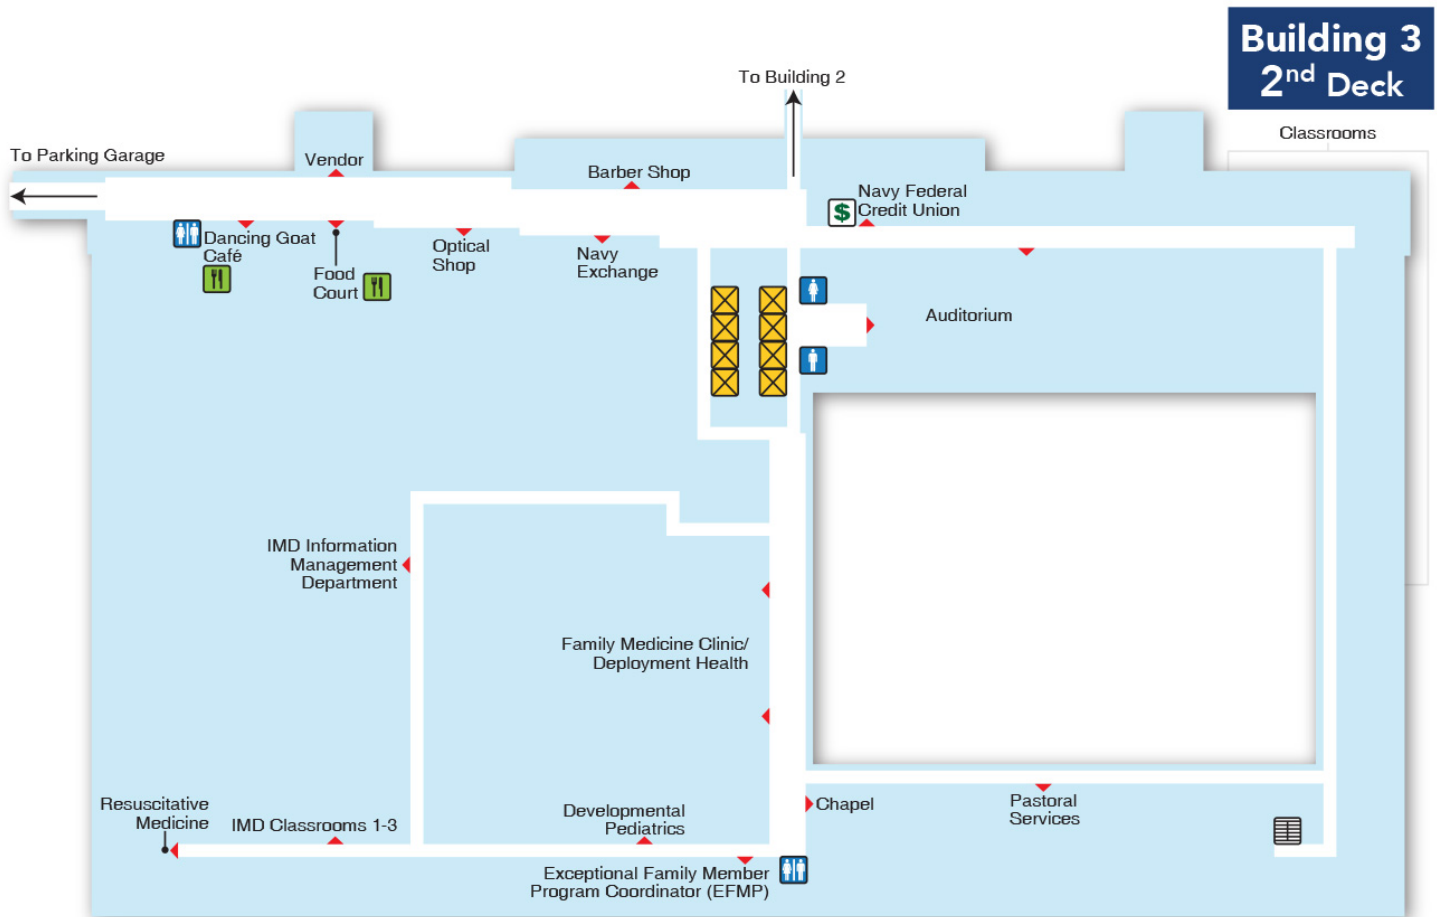 Building 3
2nd Deck
To Building 2
Classrooms
To Parking Garage
Vendor
Barber Shop
Navy Federal
Credit Union
$
Dancing Goat
Café
Food
Court
Optical
Shop
Navy
Exchange
Auditorium
IMD Information
Management
Department
Family Medicine Clinic/
Deployment Health
Resuscitative
Medicine
IMD Classrooms 1-3
Developmental
Pediatrics
Chapel
Pastoral
Services
Exceptional Family Member
Program Coordinator (EFMP)